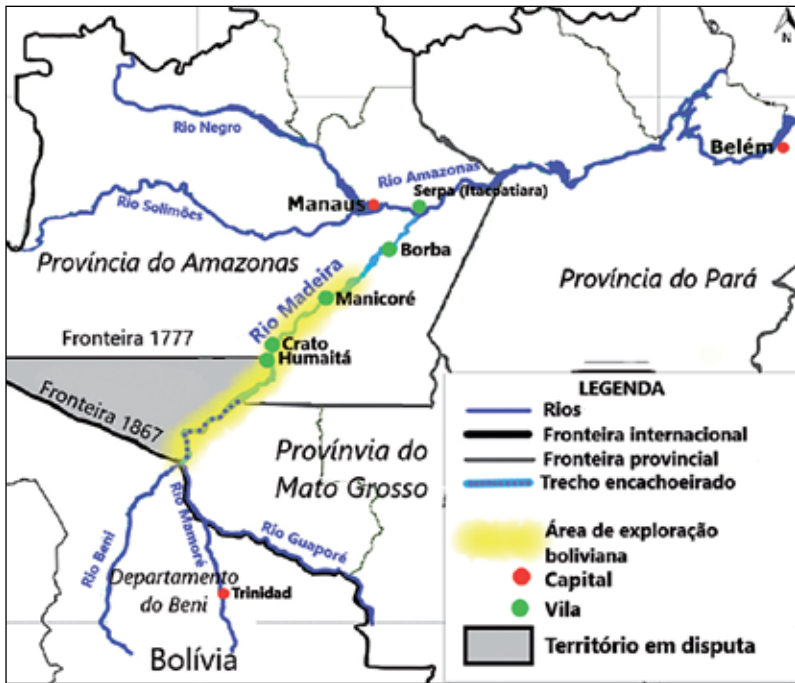 N
Rio Negro
Rio Amazonas
Belém
Serpa (Itacoatiara)
Manaus
Rio Solimões
Borba
Província do Amazonas
Província do Pará
Rio Madeira
Manicoré
Fronteira 1777
Crato
Humaitá
Fronteira 1867
Provínvia do
Mato Grosso
Rio Beni
Rio Mamoré
Rio Guaporé
Departamento
do Beni
Trinidad
Bolívia
LEGENDA
Rios
Fronteira internacional
Fronteira provincial
Trecho encachoeirado
Área de exploração
boliviana
Capital
Vila
Território em disputa